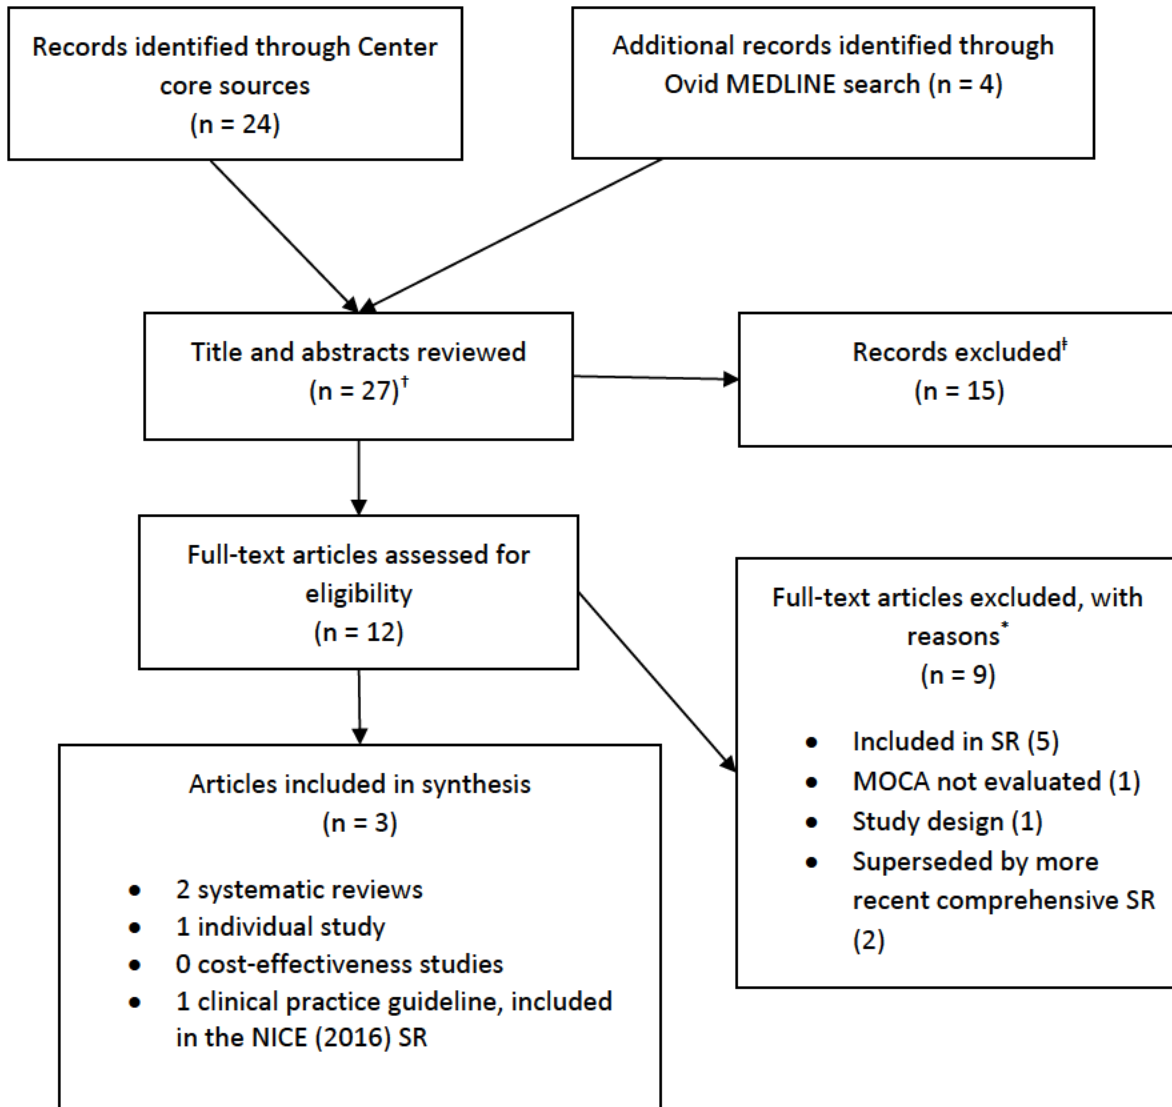 Records identified through Center
core sources
(n = 24)
Additional records identified through
Ovid MEDLINE search (n = 4)
Title and abstracts reviewed
(n = 27)†
Records excluded‡
(n = 15)
Full-text articles assessed for
eligibility
(n = 12)
Full-text articles excluded, with
reasons*
(n = 9)
• Included in SR (5)
• MOCA not evaluated (1)
• Study design (1)
• Superseded by more
recent comprehensive SR
(2)
Articles included in synthesis
(n = 3)
• 2 systematic reviews
• 1 individual study
• 0 cost-effectiveness studies
• 1 clinical practice guideline, included
in the NICE (2016) SR